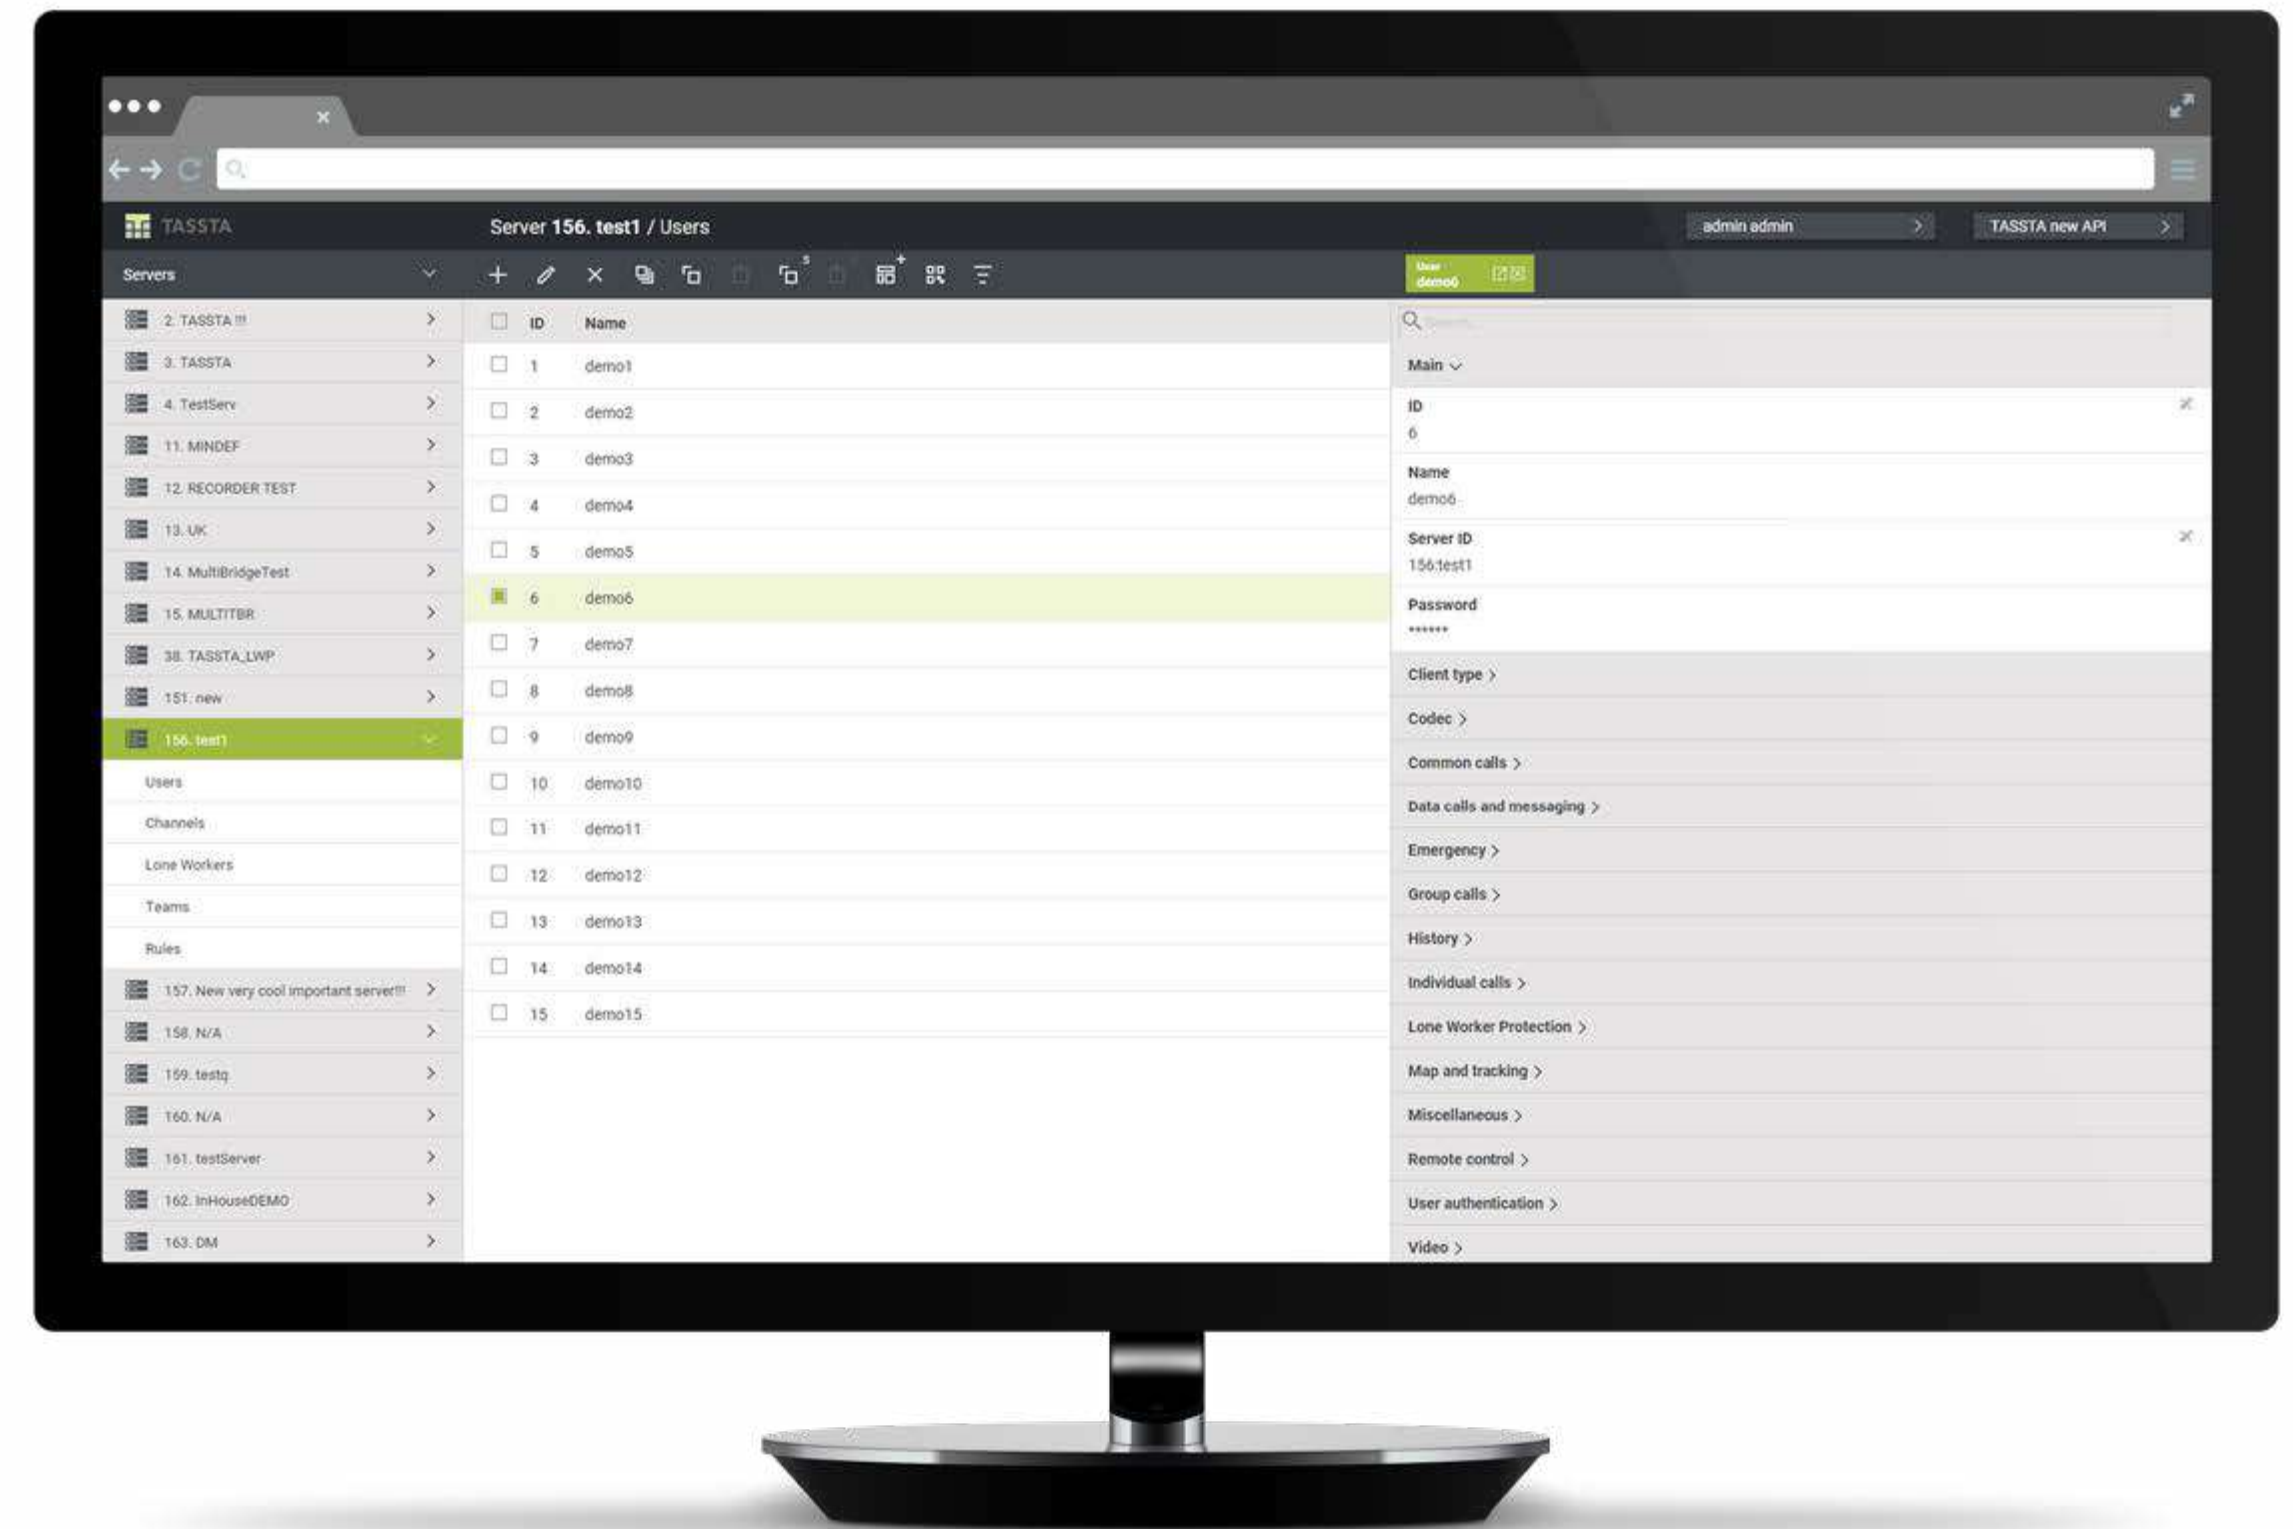 TASSTA
Server 156. test1 / Users
admin admin
TASSTA new API
Servers
S
User
demo6
2. TASSTA !!!
3. TASSTA
4. TestServ
11. MINDEF
12. RECORDER TEST
13. UK
14. MultiBridgeTest
15. MULTITBR
38. TASSTA_LWP
151. new
156. test1
Users
Channels
Lone Workers
Teams
Rules
157. New very cool important server!!!
158. N/A
159. testq
160. N/A
161. testServer
162. InHouseDEMO
163. DM
ID Name
1 demo1
2 demo2
3 demo3
4 demo4
5 demo5
6 demo6
7 demo7
8 demo8
9 demo9
10 demo10
11 demo11
12 demo12
13 demo13
14 demo14
15 demo15
Search...
Main
ID
6
Name
demo6
Server ID
156:test1
Password
******
Client type
Codec
Common calls
Data calls and messaging
Emergency
Group calls
History
Individual calls
Lone Worker Protection
Map and tracking
Miscellaneous
Remote control
User authentication
Video